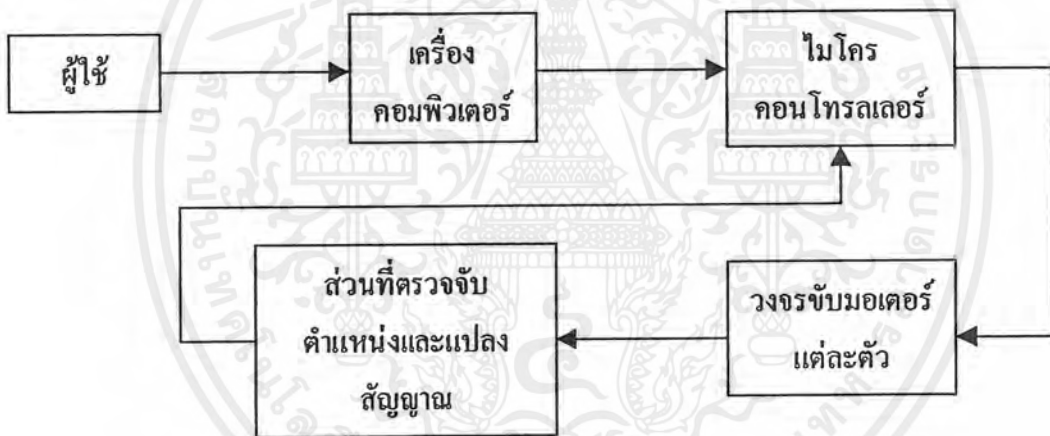 ผู้ใช้
เครื่อง
คอมพิวเตอร์
ไมโคร
คอนโทรลเลอร์
ส่วนที่ตรวจจับ
ตำแหน่งและแปลง
สัญญาณ
วงจรขับมอเตอร์
แต่ละตัว